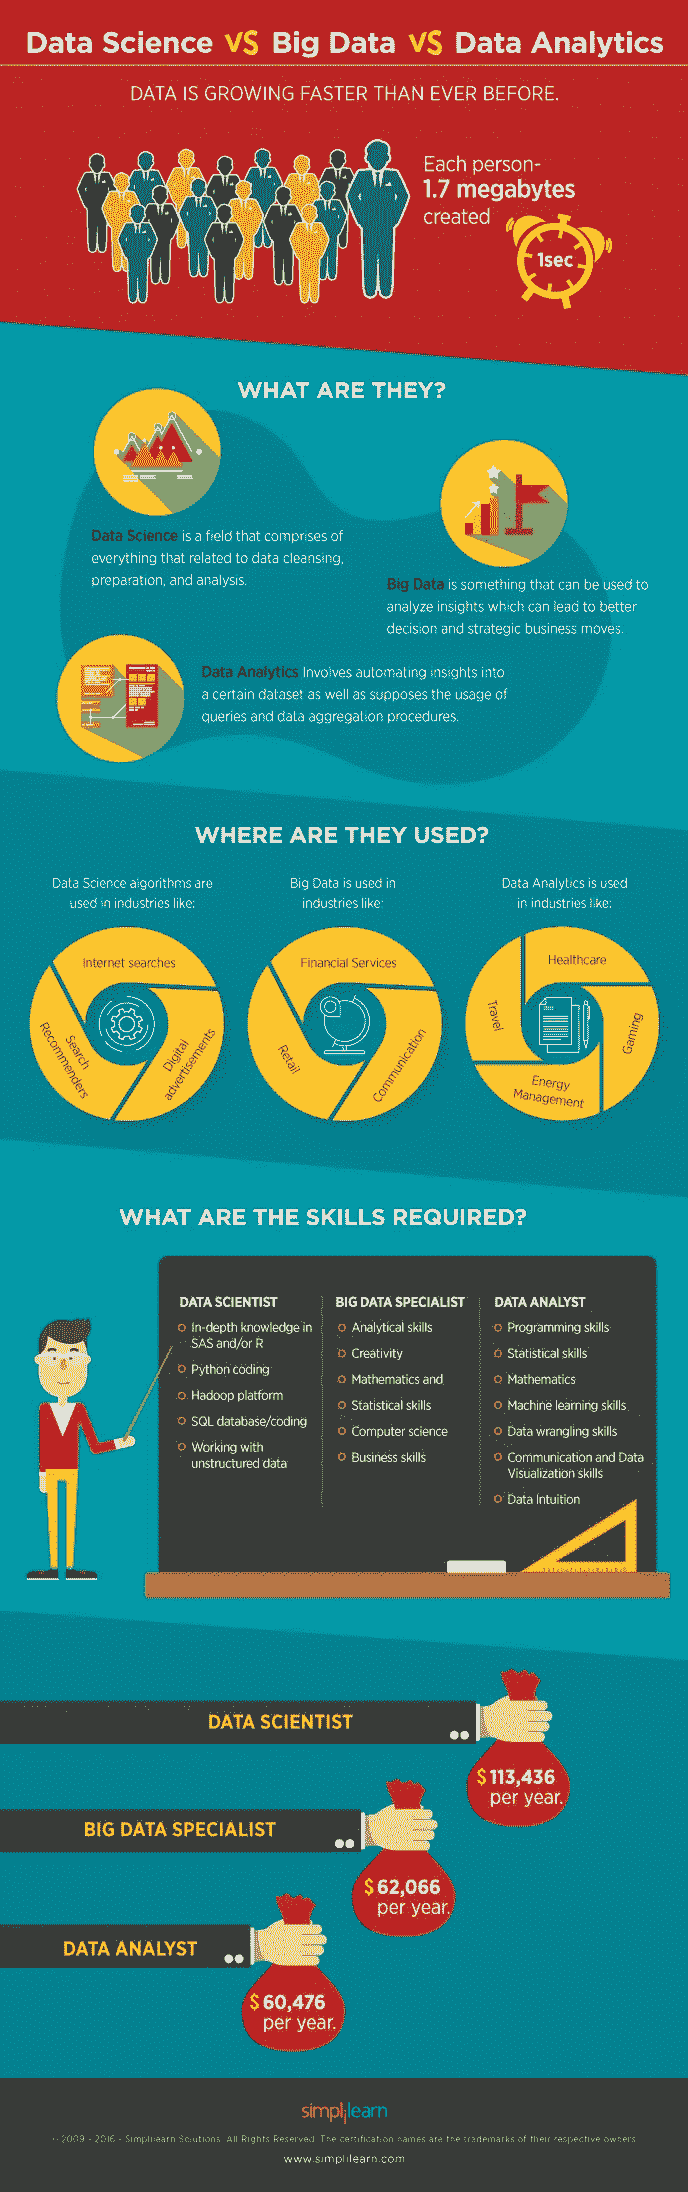 Data Science VS Big Data VS Data Analytics
DATA IS GROWING FASTER THAN EVER BEFORE.
Each person-
1.7 megabytes
created
1sec
WHAT ARE THEY?
Data Science is a field that comprises of
everything that related to data cleansing,
preparation, and analysis.
Big Data is something that can be used to
analyze insights which can lead to better
decision and strategic business moves.
Data Analytics Involves automating insights into
a certain dataset as well as supposes the usage of
queries and data aggregation procedures.
WHERE ARE THEY USED?
Data Science algorithms are
used in industries like:
Internet searches
Search
Recommenders
Digital
advertisements
Big Data is used in
industries like:
Financial Services
Retail
Communication
Data Analytics is used
in industries like:
Healthcare
Travel
Gaming
Energy
Management
WHAT ARE THE SKILLS REQUIRED?
DATA SCIENTIST
In-depth knowledge in
SAS and/or R
Python coding
Hadoop platform
SQL database/coding
Working with
unstructured data
BIG DATA SPECIALIST
Analytical skills
Creativity
Mathematics and
Statistical skills
Computer science
Business skills
DATA ANALYST
Programming skills
Statistical skills
Mathematics
Machine learning skills
Data wrangling skills
Communication and Data
Visualization skills
Data Intuition
DATA SCIENTIST
$ 113,436
per year.
BIG DATA SPECIALIST
$ 62,066
per year.
DATA ANALYST
$ 60,476
per year.
simplilearn
© 2009 - 2016 - Simplilearn Solutions. All Rights Reserved. The certification names are the trademarks of their respective owners.
www.simplilearn.com